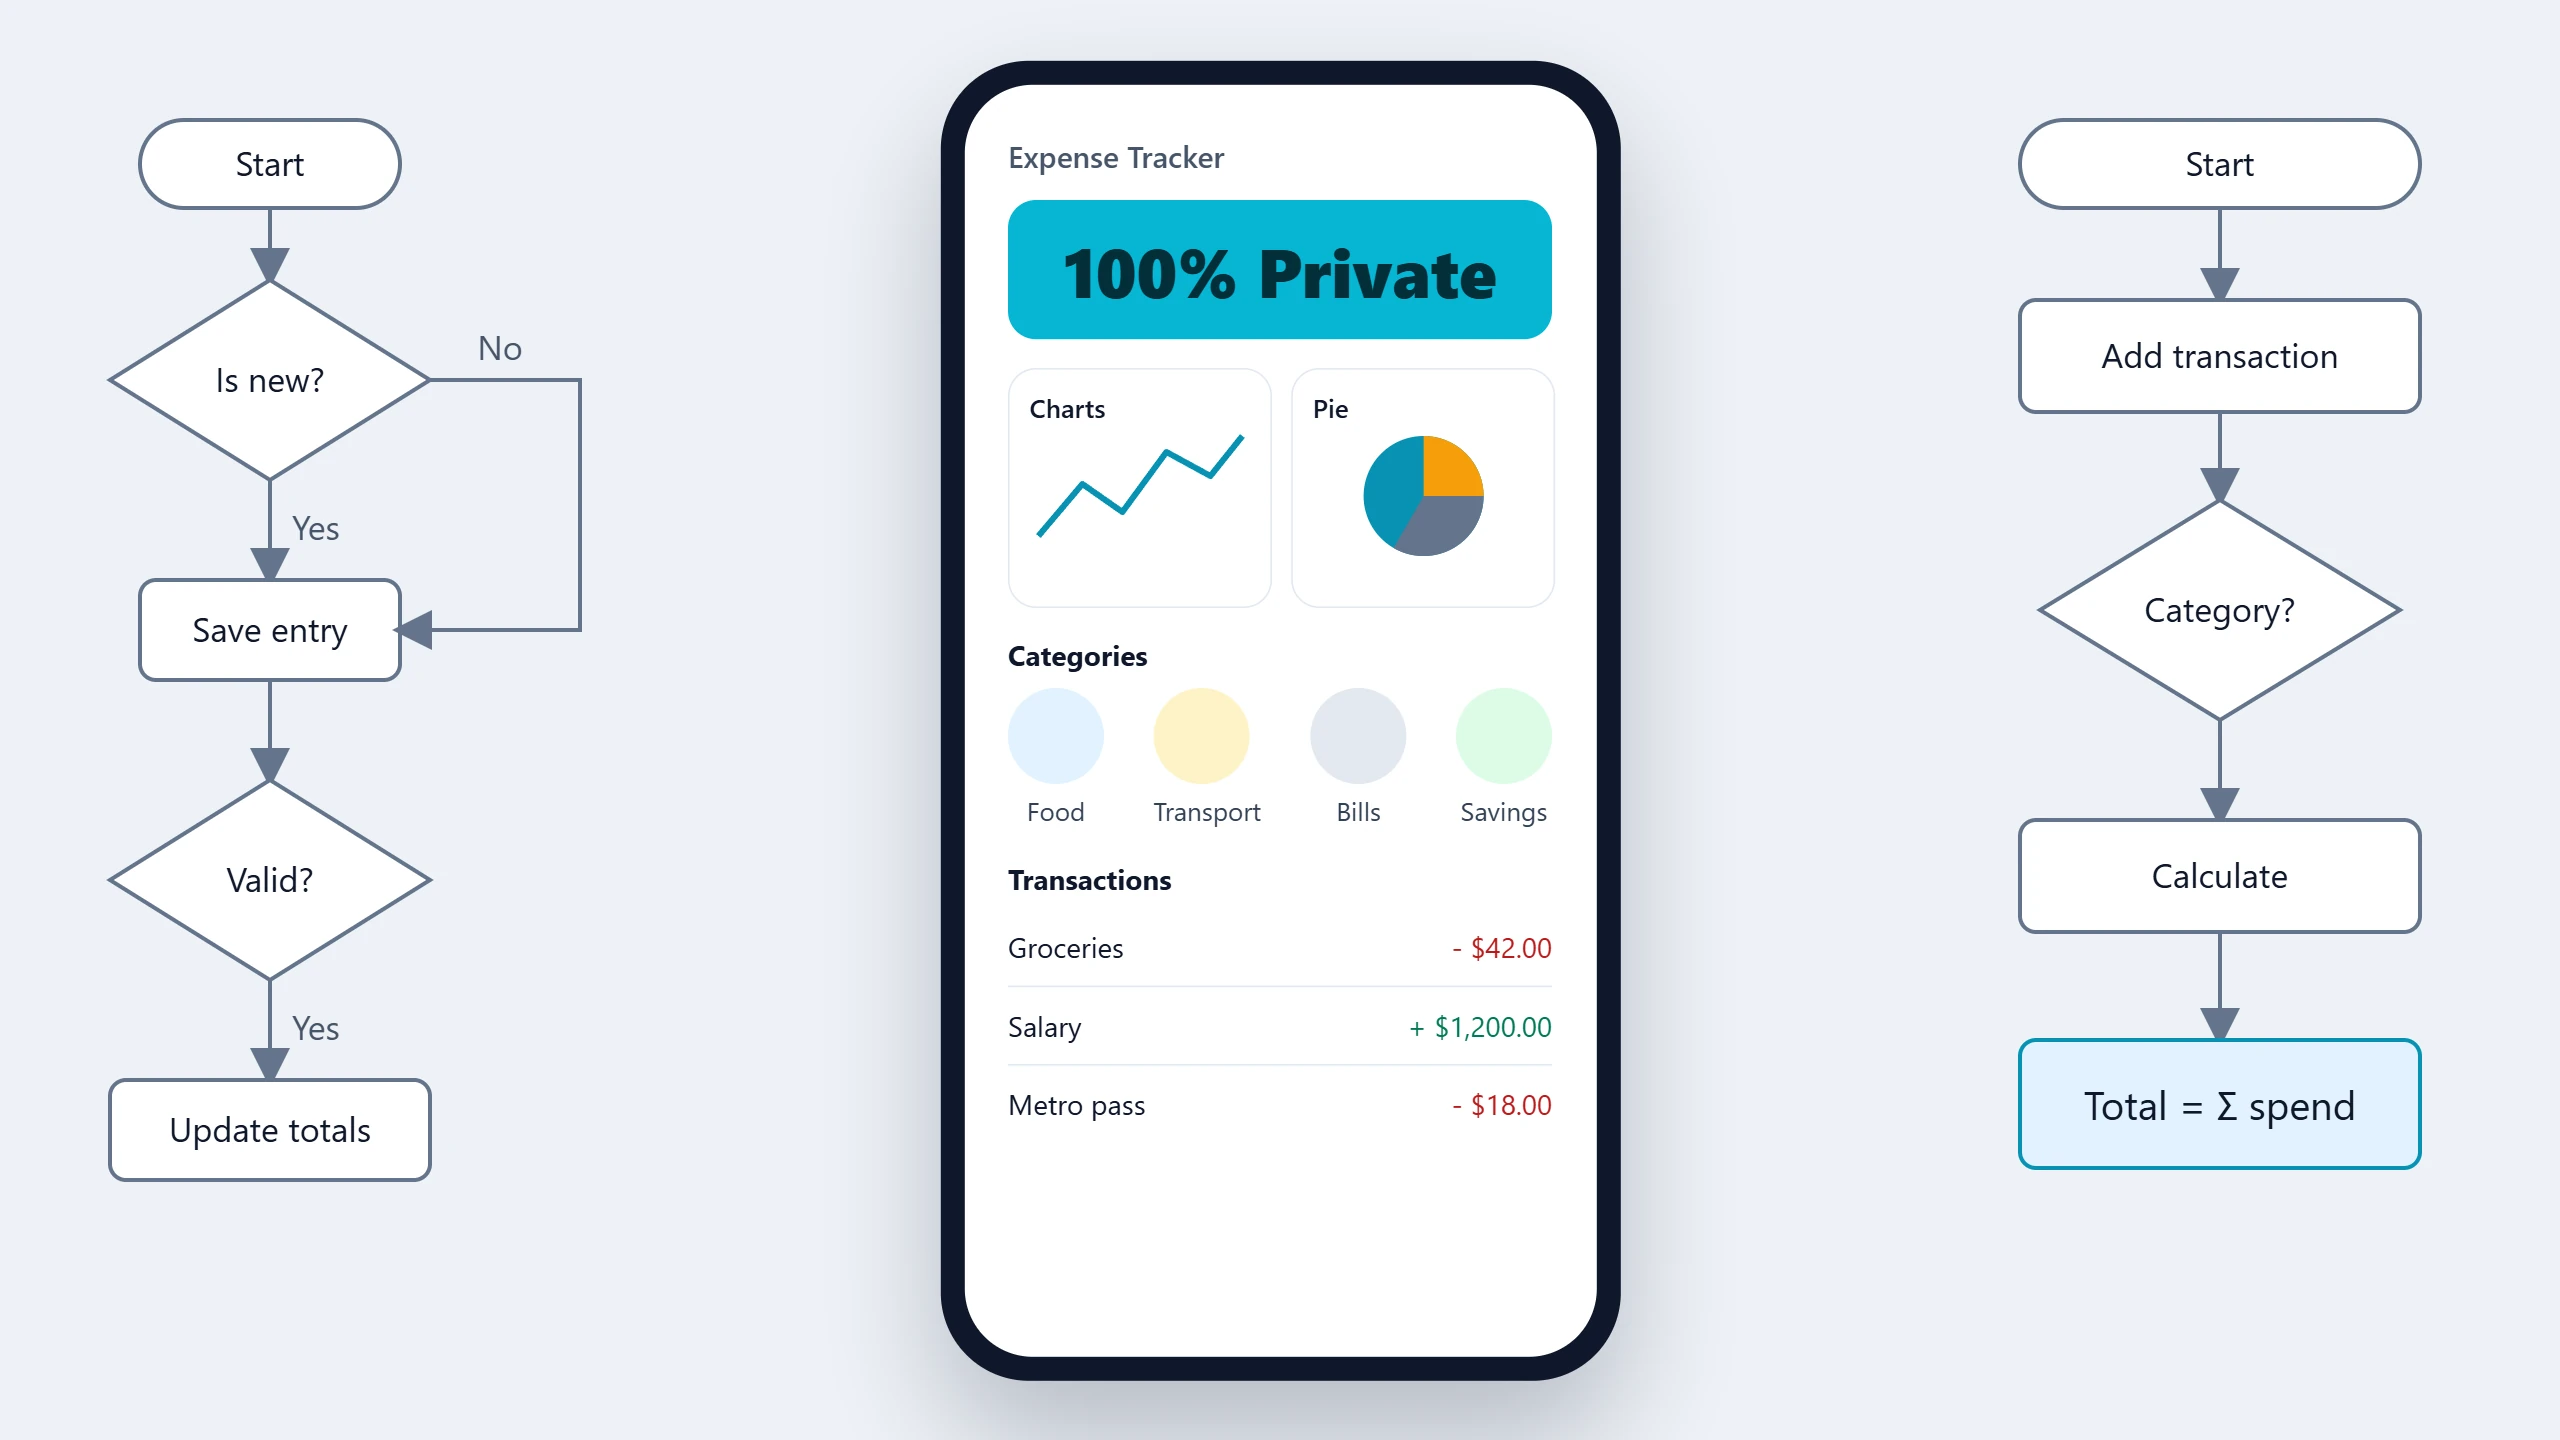 Start
Is new?
No
Yes
Save entry
Valid?
Yes
Update totals
Expense Tracker
100% Private
Charts
Pie
Categories
Food
Transport
Bills
Savings
Transactions
Groceries
- $42.00
Salary
+ $1,200.00
Metro pass
- $18.00
Start
Add transaction
Category?
Calculate
Total = Σ spend